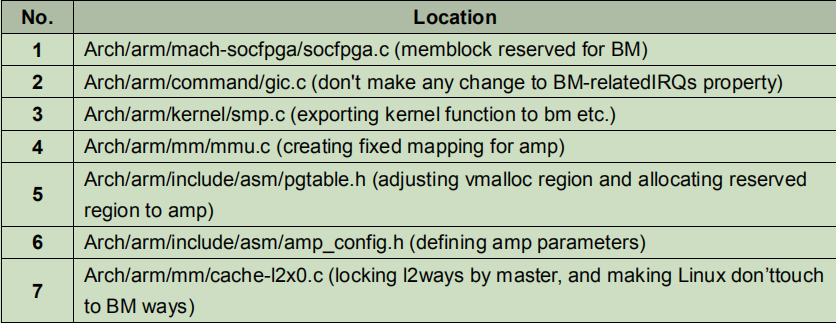 No. Location
1 Arch/arm/mach-socfpga/socfpga.c (memblock reserved for BM)
2 Arch/arm/command/gic.c (don't make any change to BM-relatedIRQs property)
3 Arch/arm/kernel/smp.c (exporting kernel function to bm etc.)
4 Arch/arm/mm/mmu.c (creating fixed mapping for amp)
5 Arch/arm/include/asm/pgtable.h (adjusting vmalloc region and allocating reserved
region to amp)
6 Arch/arm/include/asm/amp_config.h (defining amp parameters)
7 Arch/arm/mm/cache-l2x0.c (locking l2ways by master, and making Linux don’ttouch
to BM ways)